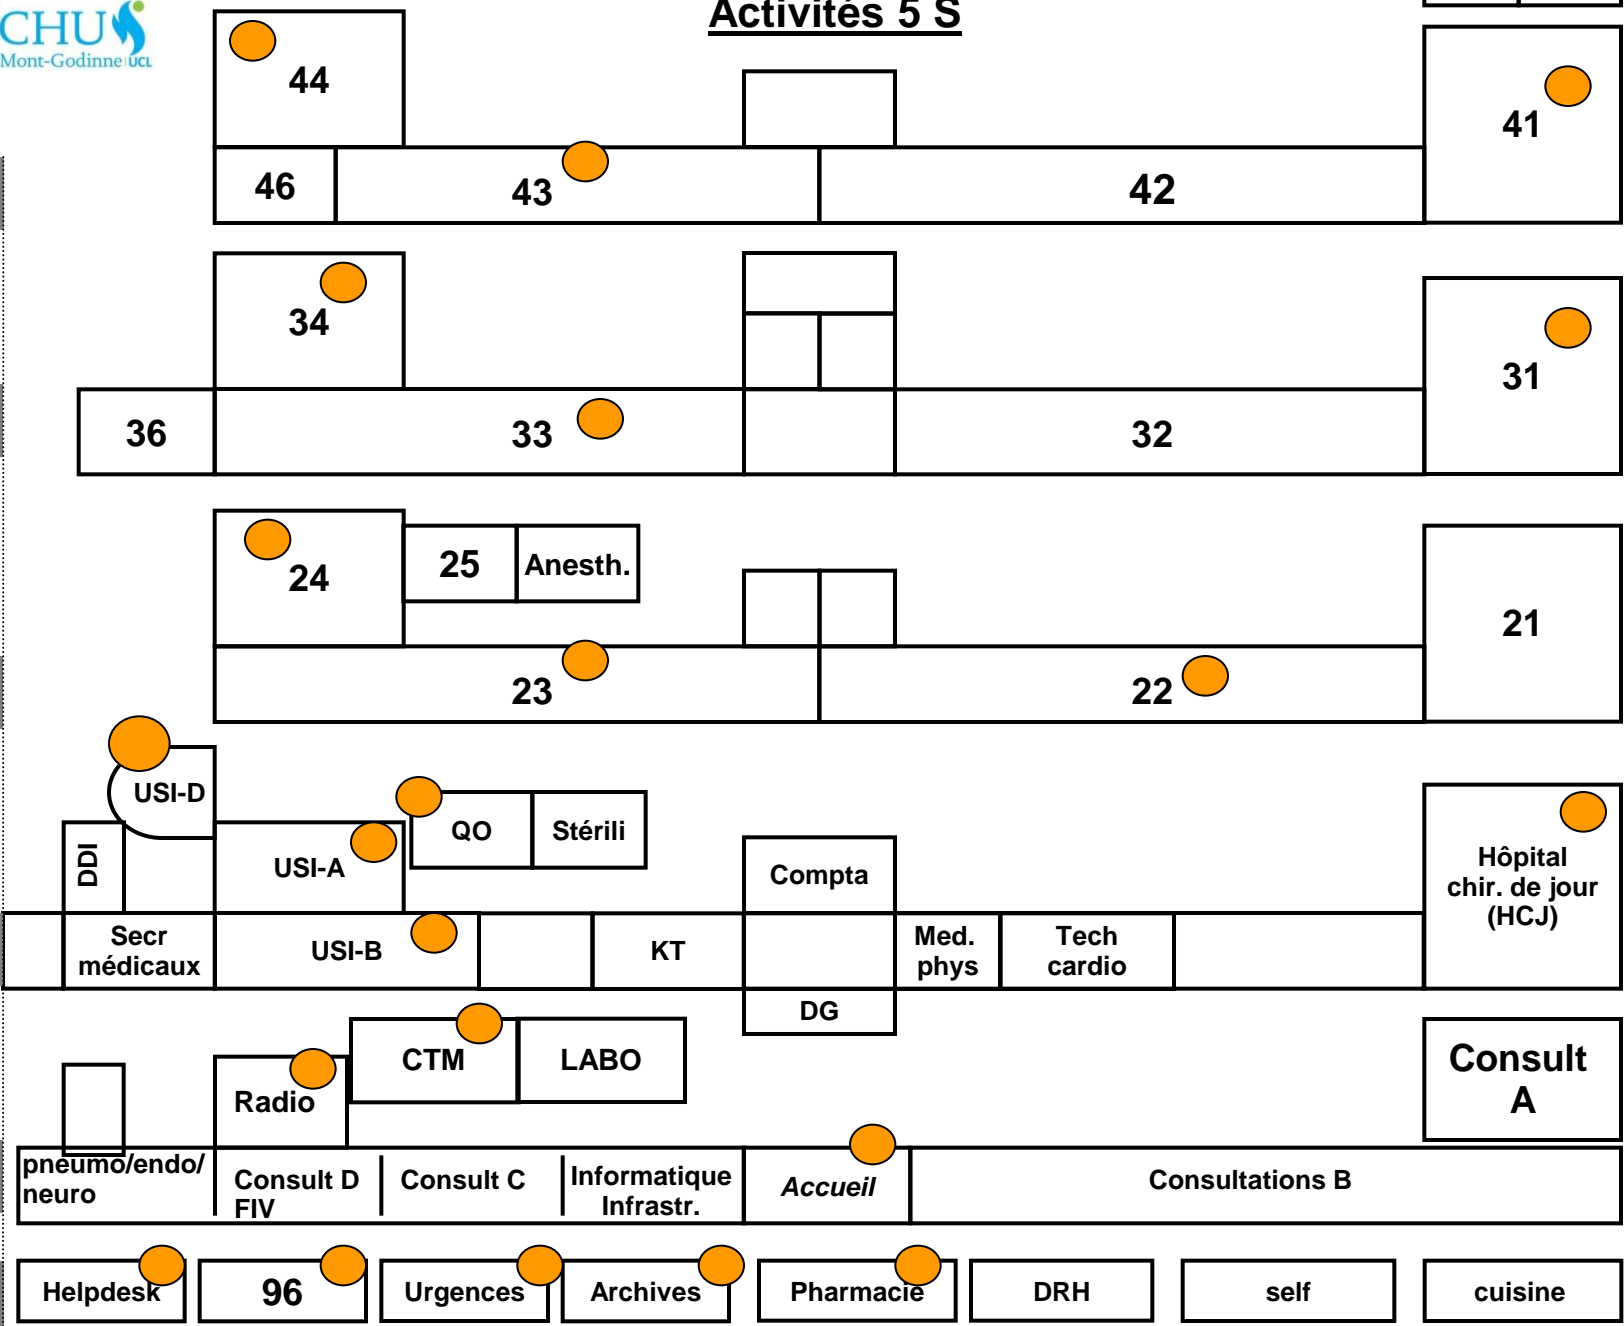 CHU
Mont-Godinne UCL
Activités 5 S
44
41
46
43
42
34
31
36
33
32
24
25
Anesth.
21
23
22
USI-D
QO
Stérili
DDI
USI-A
Compta
Hôpital
chir. de jour
(HCJ)
Secr
médicaux
USI-B
KT
Med.
phys
Tech
cardio
DG
CTM
LABO
Radio
Consult
A
pneumo/endo/
neuro
Consult D
FIV
Consult C
Informatique
Infrastr.
Accueil
Consultations B
Helpdesk
96
Urgences
Archives
Pharmacie
DRH
self
cuisine